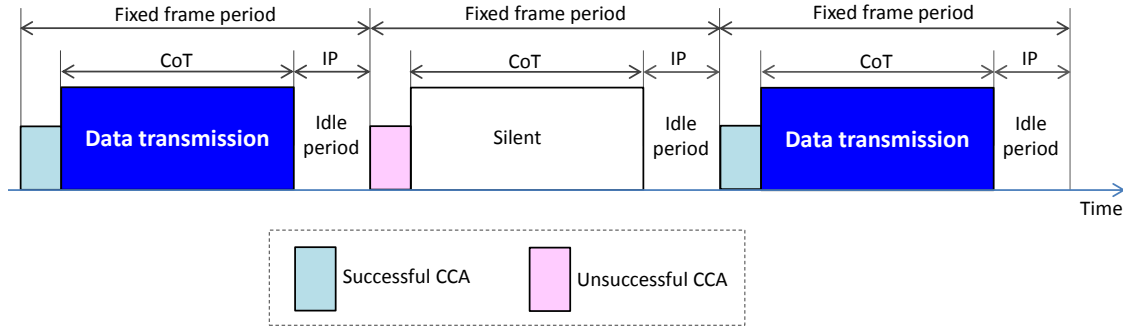 Fixed frame period Fixed frame period Fixed frame period
CoT IP CoT IP CoT IP
Data transmission
Idle
period
Silent
Idle
period
Data transmission
Idle
period
Time
Successful CCA
Unsuccessful CCA